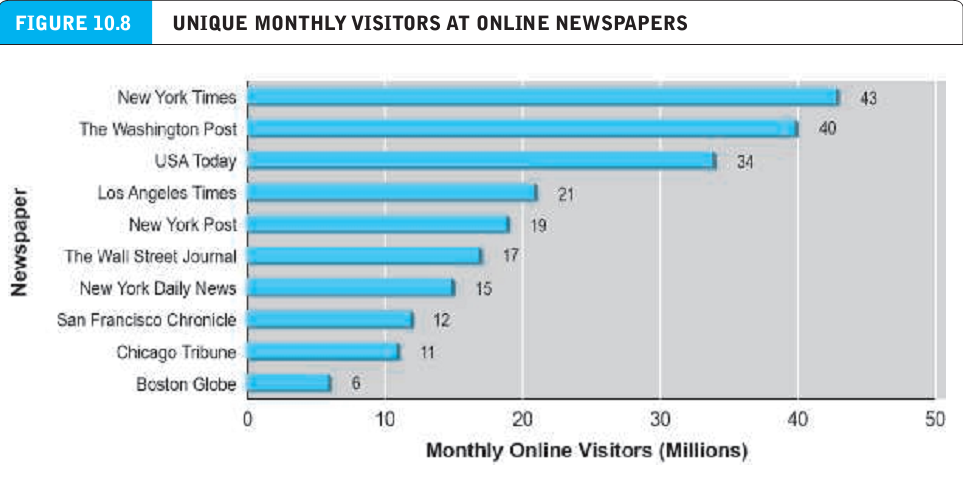 FIGURE 10.8 UNIQUE MONTHLY VISITORS AT ONLINE NEWSPAPERS
Newspaper
New York Times 43
The Washington Post 40
USA Today 34
Los Angeles Times 21
New York Post 19
The Wall Street Journal 17
New York Daily News 15
San Francisco Chronicle 12
Chicago Tribune 11
Boston Globe 6
0 10 20 30 40 50
Monthly Online Visitors (Millions)